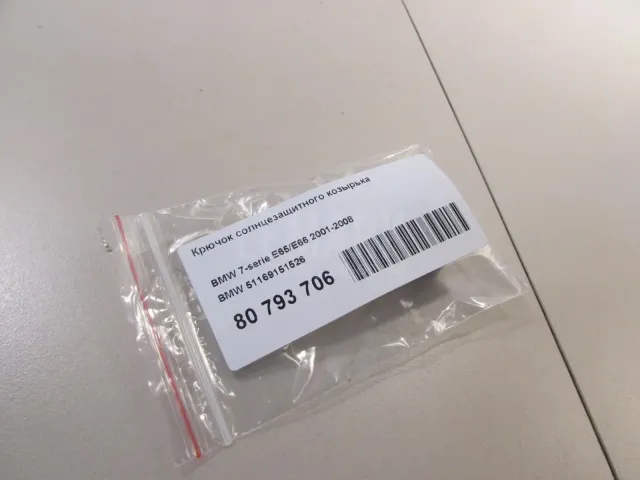 Крючок солнцезащитного козырька
BMW 7-serie E65/E66 2001-2008
BMW 51169151526
80 793 706